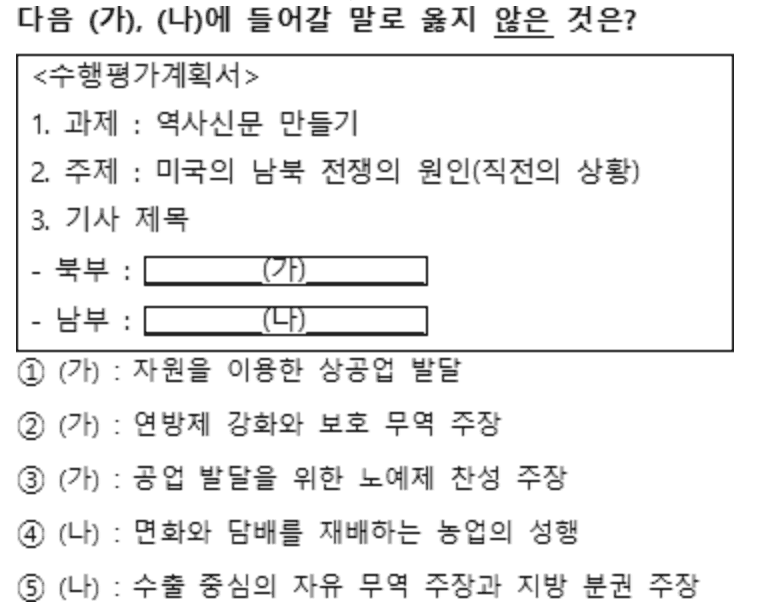 다음 (가), (나)에 들어갈 말로 옳지 않은 것은?
<수행평가계획서>
1. 과제 : 역사신문 만들기
2. 주제 : 미국의 남북 전쟁의 원인(직전의 상황)
3. 기사 제목
- 북부 : (가)
- 남부 : (나)
① (가) : 자원을 이용한 상공업 발달
② (가) : 연방제 강화와 보호 무역 주장
③ (가) : 공업 발달을 위한 노예제 찬성 주장
④ (나) : 면화와 담배를 재배하는 농업의 성행
⑤ (나) : 수출 중심의 자유 무역 주장과 지방 분권 주장